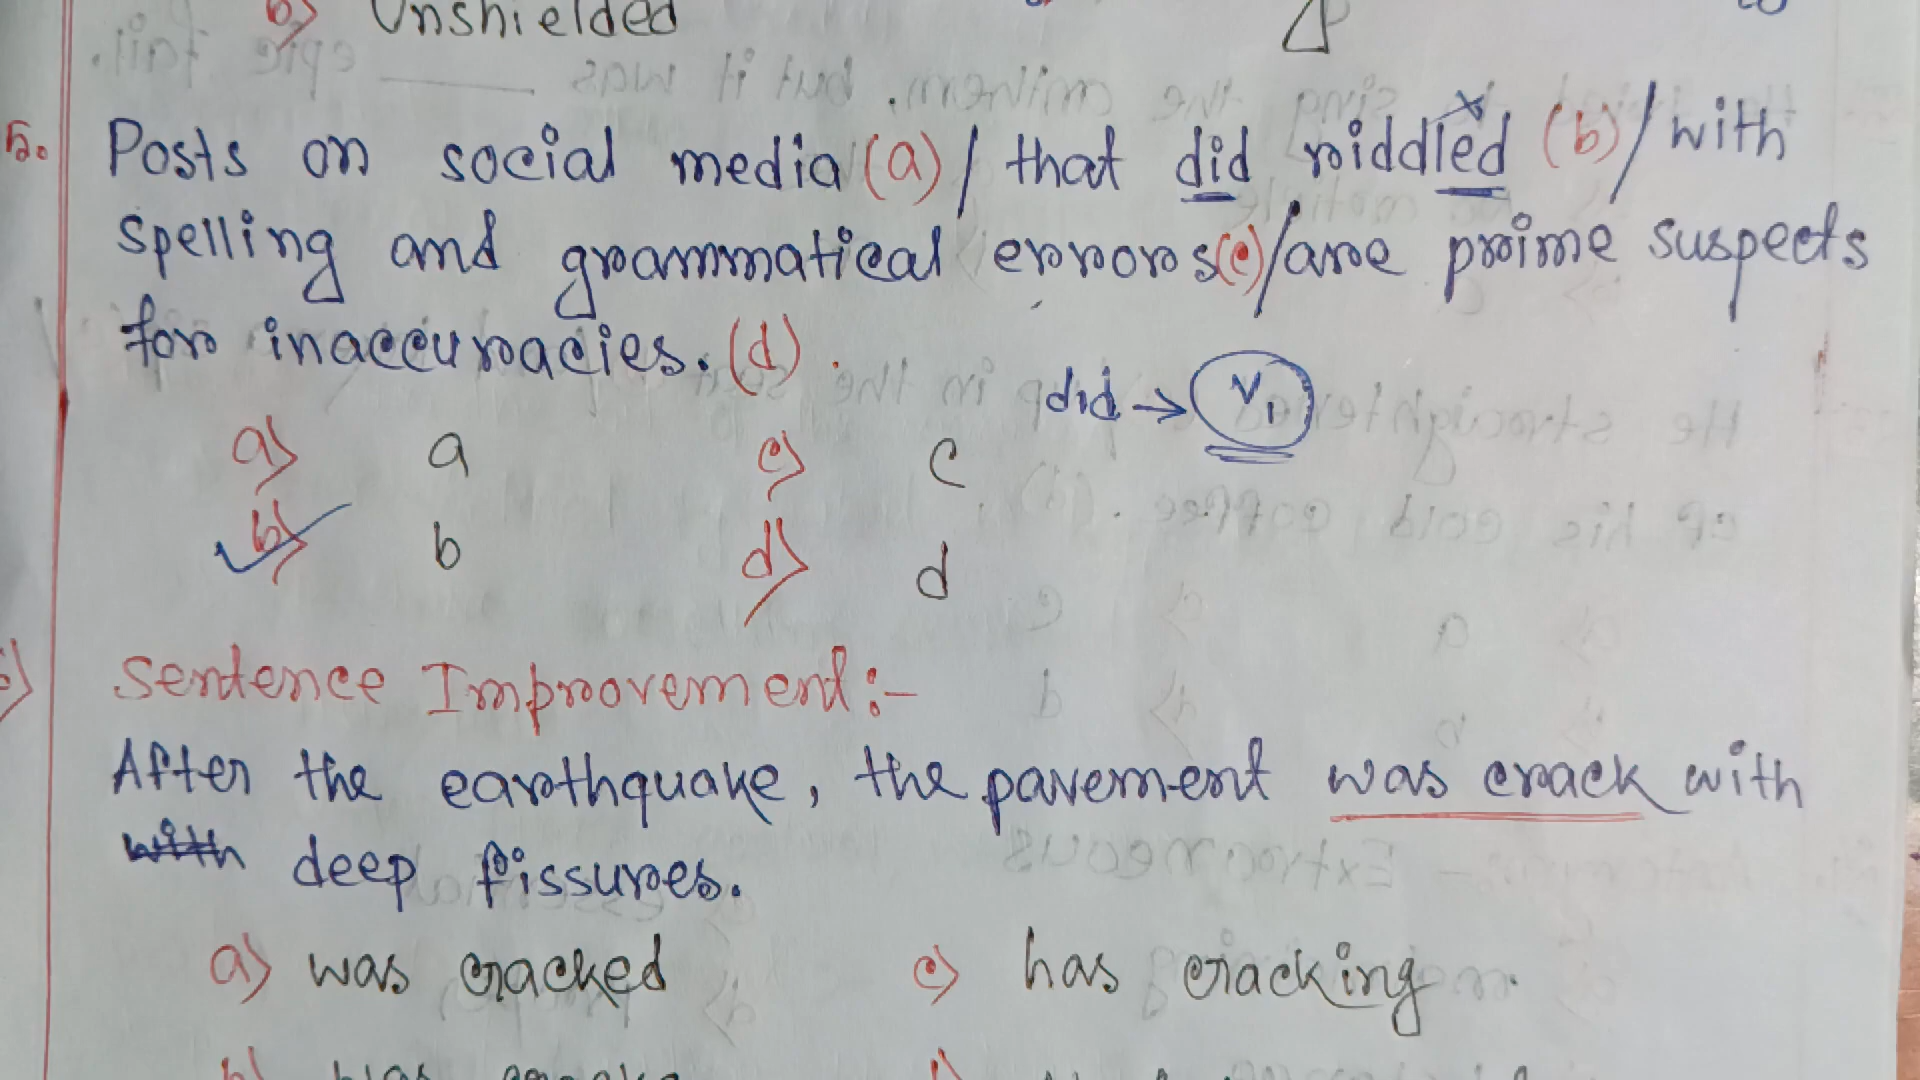 b) Unshielded
5. Posts on social media (a) / that did riddled (b) / with
spelling and grammatical errors (c) / are prime suspects
for inaccuracies. (d).
did → V1
a) a c) c
b) b d) d
Sentence Improvement :-
After the earthquake, the pavement was crack with
with deep fissures.
a) was cracked c) has cracking